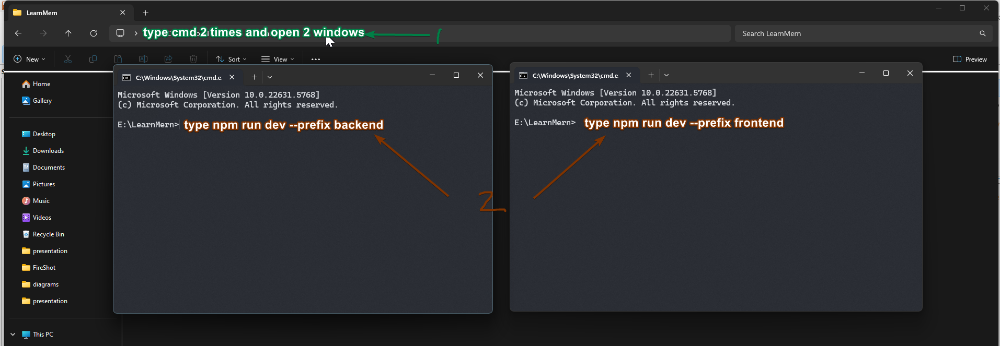 LearnMern
type cmd 2 times and open 2 windows
1
Search LearnMern
New
Sort
View
Preview
C:\Windows\System32\cmd.e
Microsoft Windows [Version 10.0.22631.5768]
(c) Microsoft Corporation. All rights reserved.
E:\LearnMern>
type npm run dev --prefix backend
C:\Windows\System32\cmd.e
Microsoft Windows [Version 10.0.22631.5768]
(c) Microsoft Corporation. All rights reserved.
E:\LearnMern>
type npm run dev --prefix frontend
2
Home
Gallery
Desktop
Downloads
Documents
Pictures
Music
Videos
Recycle Bin
presentation
FireShot
diagrams
presentation
This PC